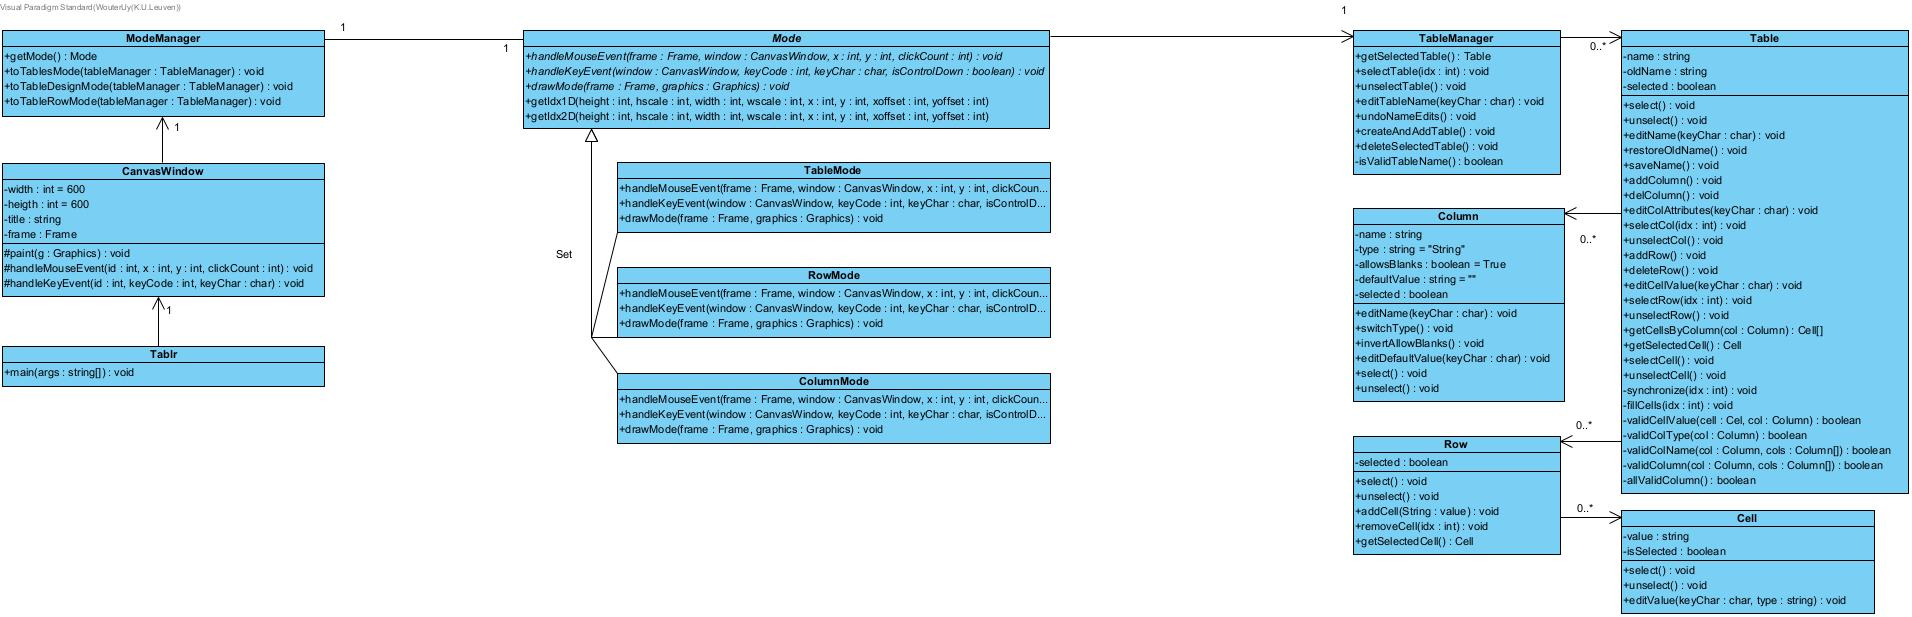 Visual Paradigm Standard(WouterUy(K.U.Leuven))
ModeManager
+getMode() : Mode
+toTablesMode(tableManager : TableManager) : void
+toTableDesignMode(tableManager : TableManager) : void
+toTableRowMode(tableManager : TableManager) : void
1
1
1
CanvasWindow
-width : int = 600
-heigth : int = 600
-title : string
-frame : Frame
#paint(g : Graphics) : void
#handleMouseEvent(id : int, x : int, y : int, clickCount : int) : void
#handleKeyEvent(id : int, keyCode : int, keyChar : char) : void
1
Tablr
+main(args : string[]) : void
Mode
+handleMouseEvent(frame : Frame, window : CanvasWindow, x : int, y : int, clickCount : int) : void
+handleKeyEvent(window : CanvasWindow, keyCode : int, keyChar : char, isControlDown : boolean) : void
+drawMode(frame : Frame, graphics : Graphics) : void
+getIdx1D(height : int, hscale : int, width : int, wscale : int, x : int, y : int, xoffset : int, yoffset : int)
+getIdx2D(height : int, hscale : int, width : int, wscale : int, x : int, y : int, xoffset : int, yoffset : int)
Set
TableMode
+handleMouseEvent(frame : Frame, window : CanvasWindow, x : int, y : int, clickCoun...
+handleKeyEvent(window : CanvasWindow, keyCode : int, keyChar : char, isControlD...
+drawMode(frame : Frame, graphics : Graphics) : void
RowMode
+handleMouseEvent(frame : Frame, window : CanvasWindow, x : int, y : int, clickCoun...
+handleKeyEvent(window : CanvasWindow, keyCode : int, keyChar : char, isControlD...
+drawMode(frame : Frame, graphics : Graphics) : void
ColumnMode
+handleMouseEvent(frame : Frame, window : CanvasWindow, x : int, y : int, clickCoun...
+handleKeyEvent(window : CanvasWindow, keyCode : int, keyChar : char, isControlD...
+drawMode(frame : Frame, graphics : Graphics) : void
1
TableManager
+getSelectedTable() : Table
+selectTable(idx : int) : void
+unselectTable() : void
+editTableName(keyChar : char) : void
+undoNameEdits() : void
+createAndAddTable() : void
+deleteSelectedTable() : void
-isValidTableName() : boolean
0..*
Column
-name : string
-type : string = "String"
-allowsBlanks : boolean = True
-defaultValue : string = ""
-selected : boolean
+editName(keyChar : char) : void
+switchType() : void
+invertAllowBlanks() : void
+editDefaultValue(keyChar : char) : void
+select() : void
+unselect() : void
0..*
Row
-selected : boolean
+select() : void
+unselect() : void
+addCell(String : value) : void
+removeCell(idx : int) : void
+getSelectedCell() : Cell
0..*
0..*
Table
-name : string
-oldName : string
-selected : boolean
+select() : void
+unselect() : void
+editName(keyChar : char) : void
+restoreOldName() : void
+saveName() : void
+addColumn() : void
+delColumn() : void
+editColAttributes(keyChar : char) : void
+selectCol(idx : int) : void
+unselectCol() : void
+addRow() : void
+deleteRow() : void
+editCellValue(keyChar : char) : void
+selectRow(idx : int) : void
+unselectRow() : void
+getCellsByColumn(col : Column) : Cell[]
+getSelectedCell() : Cell
+selectCell() : void
+unselectCell() : void
-synchronize(idx : int) : void
-fillCells(idx : int) : void
-validCellValue(cell : Cel, col : Column) : boolean
-validColType(col : Column) : boolean
-validColName(col : Column, cols : Column[]) : boolean
-validColumn(col : Column, cols : Column[]) : boolean
-allValidColumn() : boolean
Cell
-value : string
-isSelected : boolean
+select() : void
+unselect() : void
+editValue(keyChar : char, type : string) : void